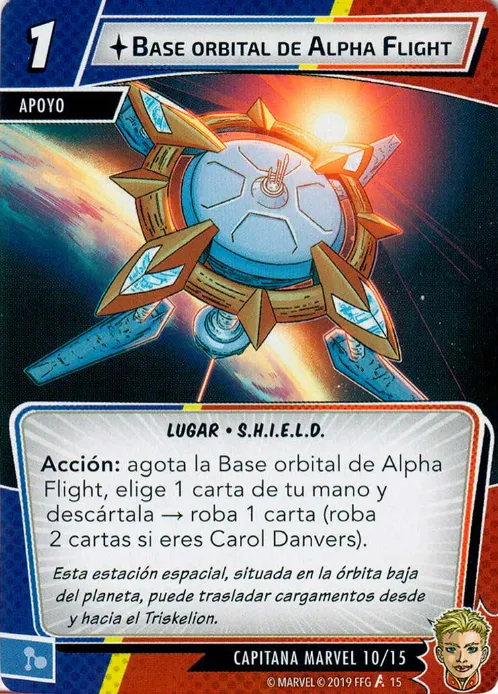 1
Base orbital de Alpha Flight
APOYO
LUGAR • S.H.I.E.L.D.
Acción: agota la Base orbital de Alpha
Flight, elige 1 carta de tu mano y
descártala → roba 1 carta (roba
2 cartas si eres Carol Danvers).
Esta estación espacial, situada en la órbita baja
del planeta, puede trasladar cargamentos desde
y hacia el Triskelion.
CAPITANA MARVEL 10/15
© MARVEL © 2019 FFG 15